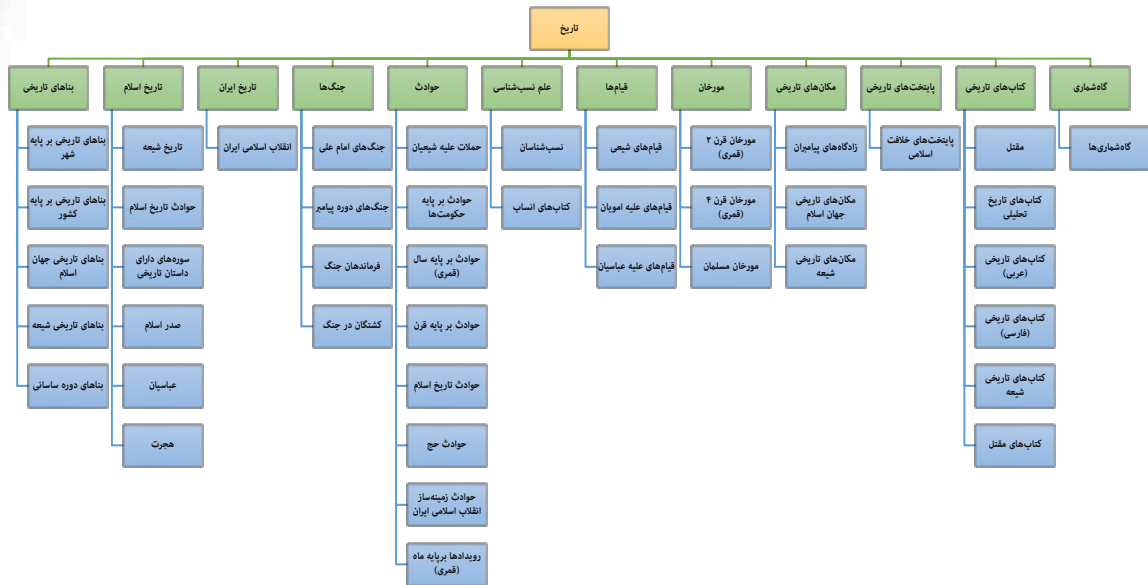 تاریخ
گاه‌شماری
کتاب‌های تاریخی
پایتخت‌های تاریخی
مکان‌های تاریخی
مورخان
قیام‌ها
علم نسب‌شناسی
حوادث
جنگ‌ها
تاریخ ایران
تاریخ اسلام
بناهای تاریخی
گاه‌شماری‌ها
مقتل
کتاب‌های تاریخ
تحلیلی
کتاب‌های تاریخی
(عربی)
کتاب‌های تاریخی
(فارسی)
کتاب‌های تاریخی
شیعه
کتاب‌های مقتل
پایتخت‌های خلافت
اسلامی
زادگاه‌های پیامبران
مکان‌های تاریخی
جهان اسلام
مکان‌های تاریخی
شیعه
مورخان قرن ۲
(قمری)
مورخان قرن ۴
(قمری)
مورخان مسلمان
قیام‌های شیعی
قیام‌های علیه امویان
قیام‌های علیه عباسیان
نسب‌شناسان
کتاب‌های انساب
حملات علیه شیعیان
حوادث بر پایه
حکومت‌ها
حوادث بر پایه سال
(قمری)
حوادث بر پایه قرن
حوادث تاریخ اسلام
حوادث حج
حوادث زمینه‌ساز
انقلاب اسلامی ایران
رویدادها برپایه ماه
(قمری)
جنگ‌های امام علی
جنگ‌های دوره پیامبر
فرماندهان جنگ
کشتگان در جنگ
انقلاب اسلامی ایران
تاریخ شیعه
حوادث تاریخ اسلام
سوره‌های دارای
داستان تاریخی
صدر اسلام
عباسیان
هجرت
بناهای تاریخی بر پایه
شهر
بناهای تاریخی بر پایه
کشور
بناهای تاریخی جهان
اسلام
بناهای تاریخی شیعه
بناهای دوره ساسانی